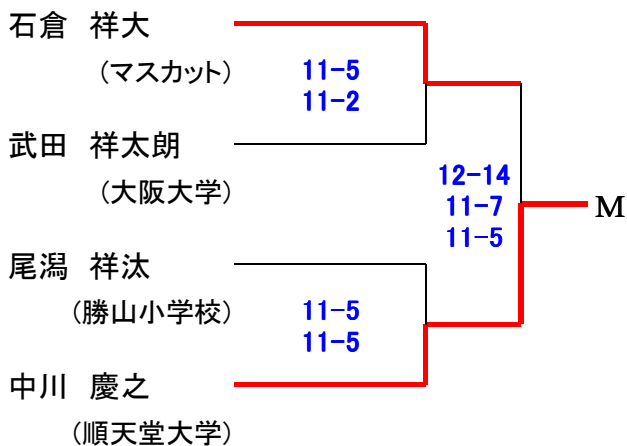 石倉　祥大
(マスカット)
11-5
11-2
武田　祥太朗
(大阪大学)
12-14
11-7
11-5
M
尾潟　祥汰
(勝山小学校)
11-5
11-5
中川　慶之
(順天堂大学)